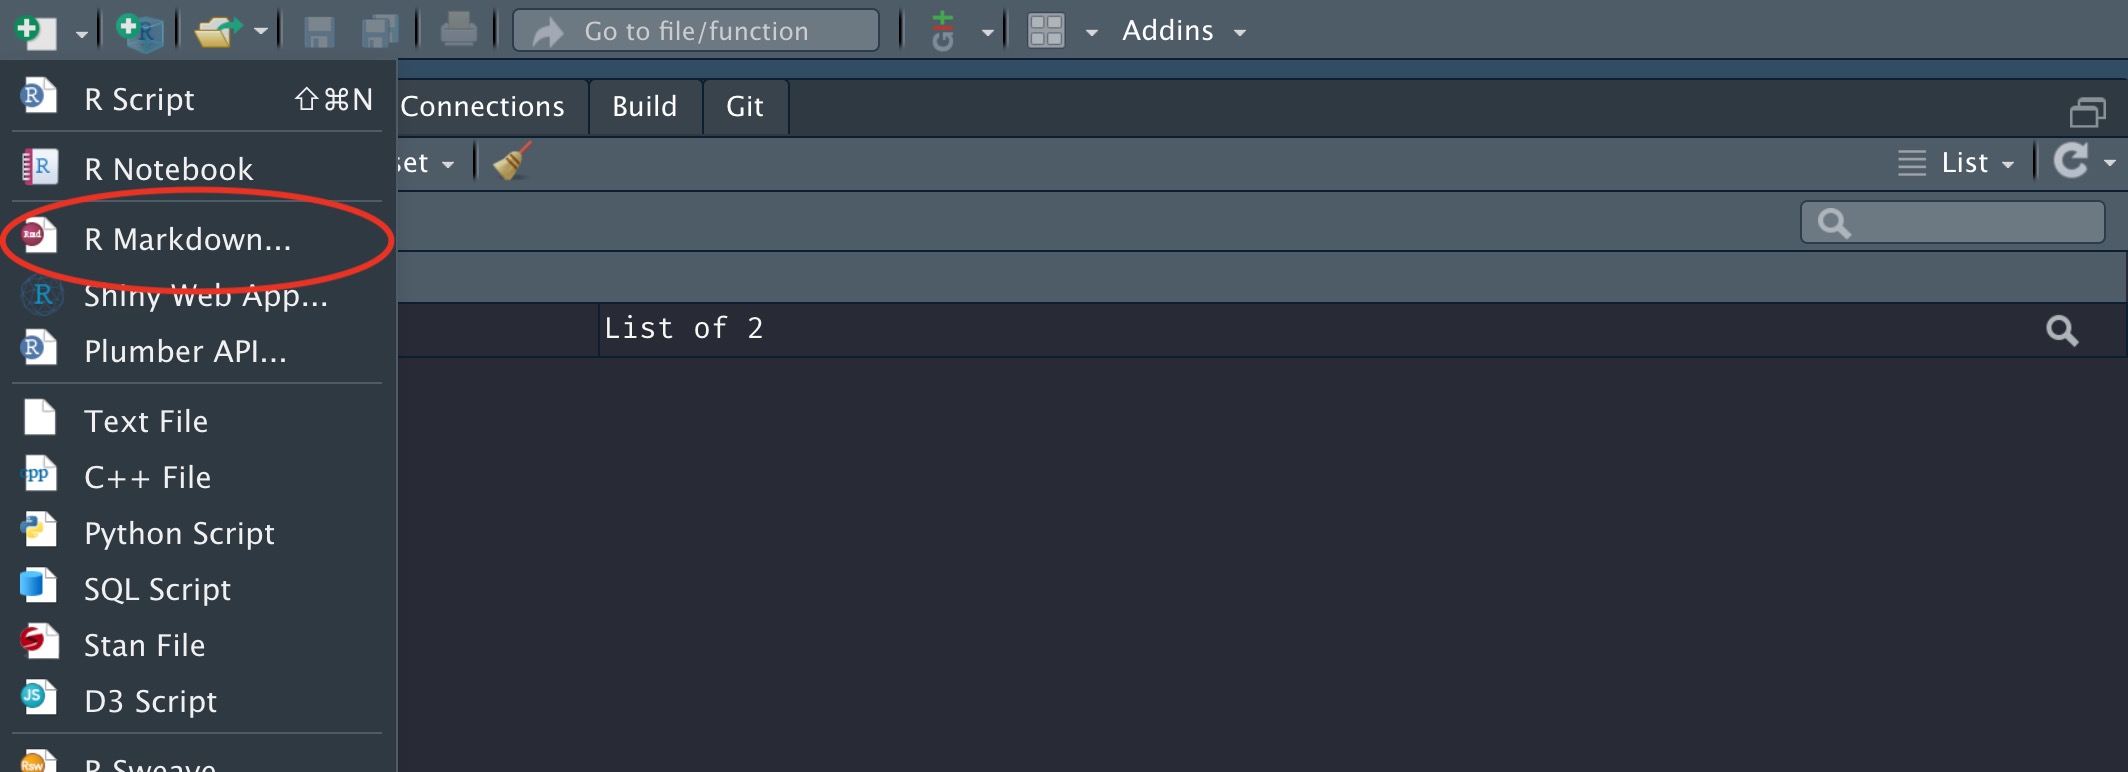 Go to file/function
Addins
R Script ⇧⌘N
Connections Build Git
R Notebook
List
R Markdown...
Shiny Web App...
List of 2
Plumber API...
Text File
C++ File
Python Script
SQL Script
Stan File
D3 Script
R Sweave